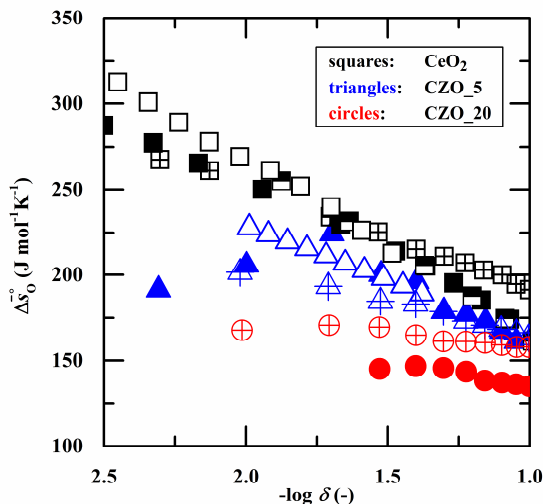 350
300
250
200
150
100
2.5
2.0
1.5
1.0
Δs̄°O (J mol⁻¹K⁻¹)
-log δ (-)
squares: CeO₂
triangles: CZO_5
circles: CZO_20